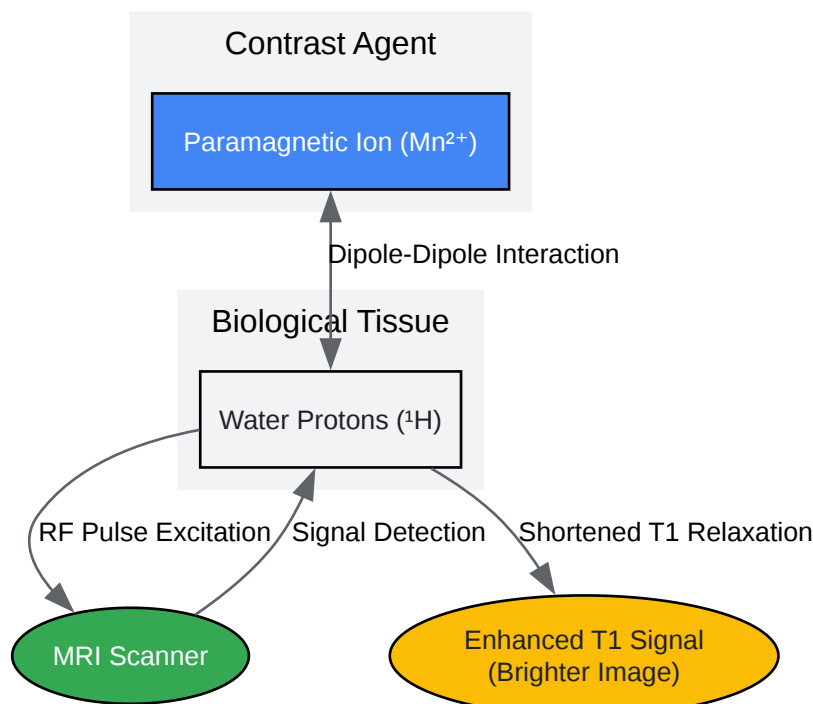 Contrast Agent
Paramagnetic Ion (Mn²⁺)
Dipole-Dipole Interaction
Biological Tissue
Water Protons (¹H)
RF Pulse Excitation
Signal Detection
Shortened T1 Relaxation
MRI Scanner
Enhanced T1 Signal
(Brighter Image)